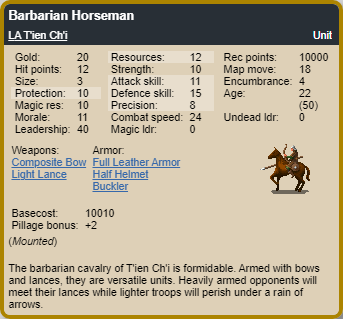 Barbarian Horseman
LA T'ien Ch'i Unit
Gold: 20 Resources: 12 Rec points: 10000
Hit points: 12 Strength: 10 Map move: 18
Size: 3 Attack skill: 11 Encumbrance: 4
Protection: 10 Defence skill: 15 Age: 22
Magic res: 10 Precision: 8 (50)
Morale: 11 Combat speed: 24 Undead ldr: 0
Leadership: 40 Magic ldr: 0
Weapons: Armor:
Composite Bow Full Leather Armor
Light Lance Half Helmet
Buckler
Basecost: 10010
Pillage bonus: +2
(Mounted)
The barbarian cavalry of T'ien Ch'i is formidable. Armed with bows
and lances, they are versatile units. Heavily armed opponents will
meet their lances while lighter troops will perish under a rain of
arrows.